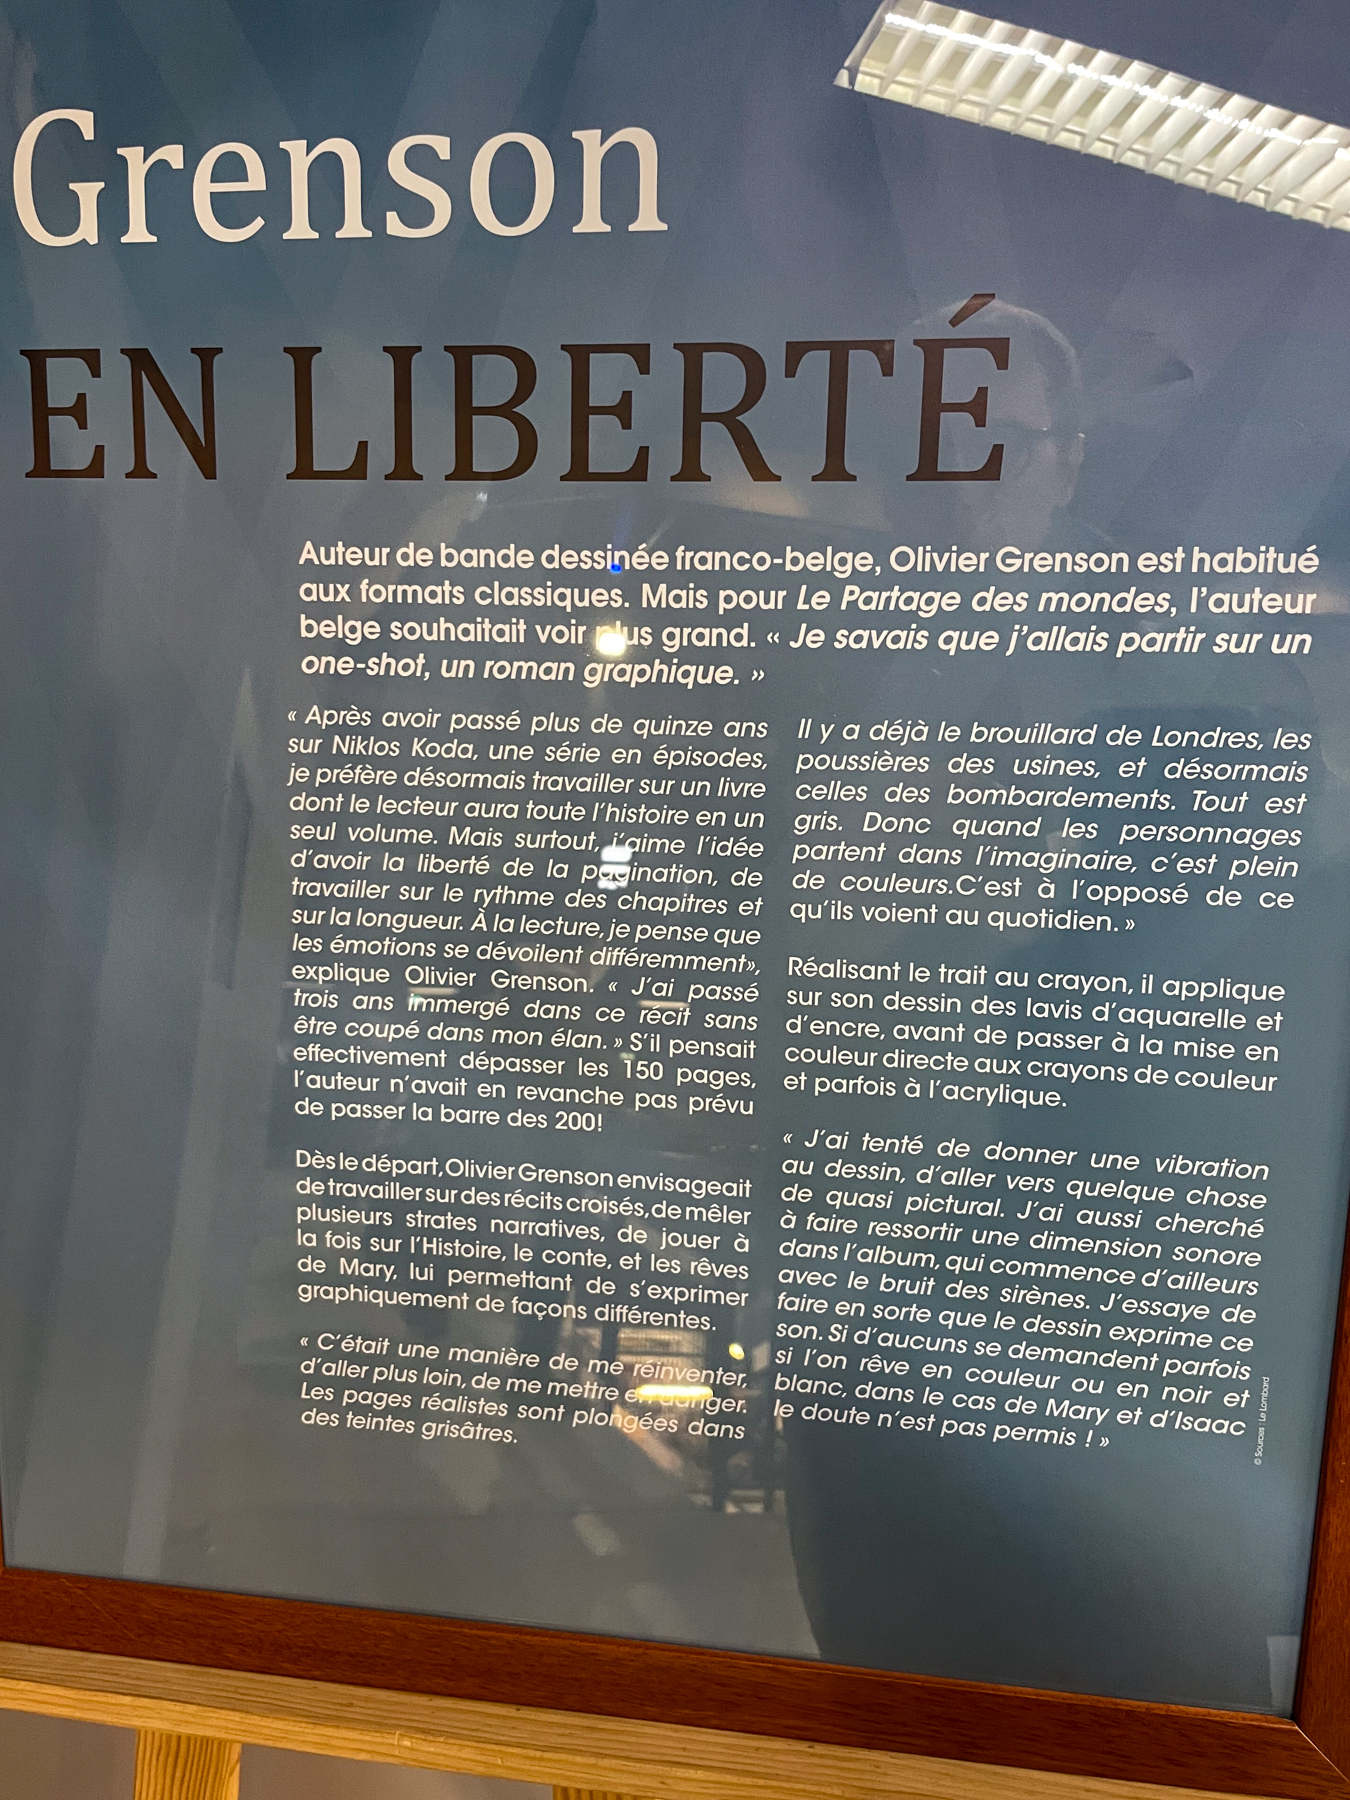 Grenson
EN LIBERTÉ
Auteur de bande dessinée franco-belge, Olivier Grenson est habitué
aux formats classiques. Mais pour Le Partage des mondes, l'auteur
belge souhaitait voir plus grand. « Je savais que j'allais partir sur un
one-shot, un roman graphique. »
« Après avoir passé plus de quinze ans
sur Niklos Koda, une série en épisodes,
je préfère désormais travailler sur un livre
dont le lecteur aura toute l'histoire en un
seul volume. Mais surtout, j'aime l'idée
d'avoir la liberté de la pagination, de
travailler sur le rythme des chapitres et
sur la longueur. À la lecture, je pense que
les émotions se dévoilent différemment»,
explique Olivier Grenson. « J'ai passé
trois ans immergé dans ce récit sans
être coupé dans mon élan. » S'il pensait
effectivement dépasser les 150 pages,
l'auteur n'avait en revanche pas prévu
de passer la barre des 200!
Dès le départ, Olivier Grenson envisageait
de travailler sur des récits croisés, de mêler
plusieurs strates narratives, de jouer à
la fois sur l'Histoire, le conte, et les rêves
de Mary, lui permettant de s'exprimer
graphiquement de façons différentes.
« C'était une manière de me réinventer,
d'aller plus loin, de me mettre en danger.
Les pages réalistes sont plongées dans
des teintes grisâtres.
Il y a déjà le brouillard de Londres, les
poussières des usines, et désormais
celles des bombardements. Tout est
gris. Donc quand les personnages
partent dans l'imaginaire, c'est plein
de couleurs.C'est à l'opposé de ce
qu'ils voient au quotidien. »
Réalisant le trait au crayon, il applique
sur son dessin des lavis d'aquarelle et
d'encre, avant de passer à la mise en
couleur directe aux crayons de couleur
et parfois à l'acrylique.
« J'ai tenté de donner une vibration
au dessin, d'aller vers quelque chose
de quasi pictural. J'ai aussi cherché
à faire ressortir une dimension sonore
dans l'album, qui commence d'ailleurs
avec le bruit des sirènes. J'essaye de
faire en sorte que le dessin exprime ce
son. Si d'aucuns se demandent parfois
si l'on rêve en couleur ou en noir et
blanc, dans le cas de Mary et d'Isaac
le doute n'est pas permis ! »
© Sources : Le Lombard